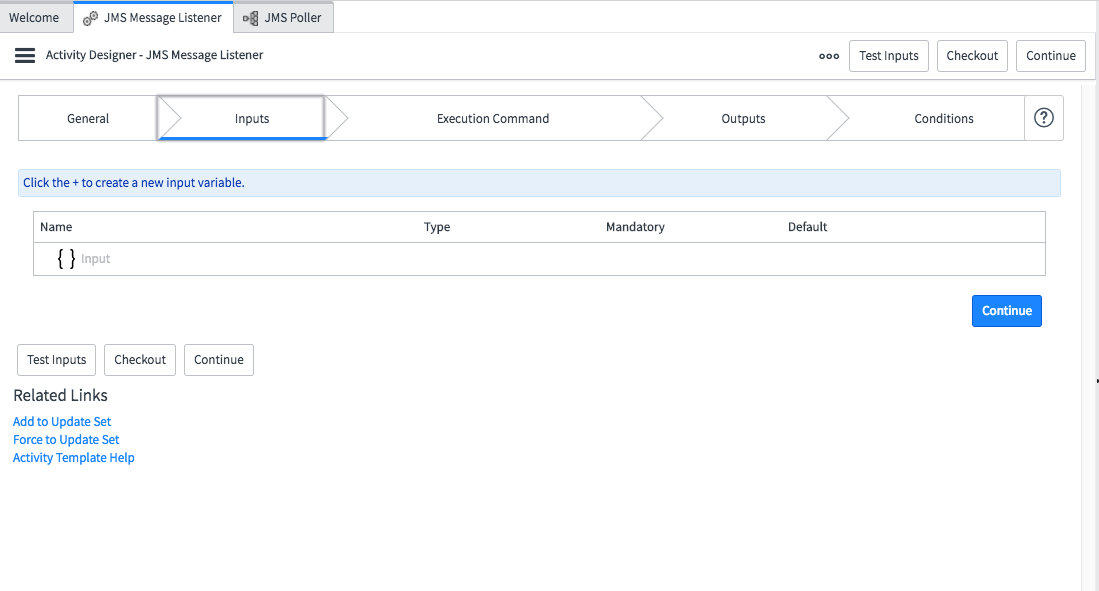 Welcome JMS Message Listener JMS Poller
Activity Designer - JMS Message Listener Test Inputs Checkout Continue
General Inputs Execution Command Outputs Conditions ?
Click the + to create a new input variable.
Name Type Mandatory Default
{ } Input
Continue
Test Inputs Checkout Continue
Related Links
Add to Update Set
Force to Update Set
Activity Template Help